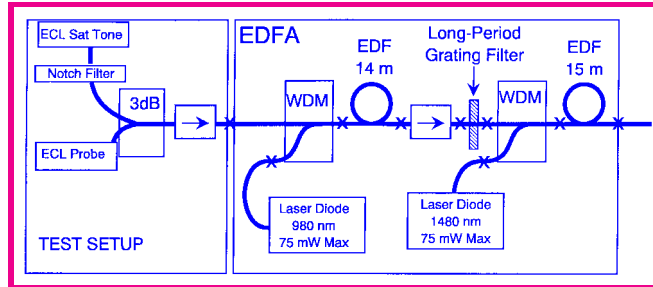 ECL Sat Tone
Notch Filter
3dB
ECL Probe
TEST SETUP
EDFA
WDM
EDF
14 m
Long-Period
Grating Filter
WDM
EDF
15 m
Laser Diode
980 nm
75 mW Max
Laser Diode
1480 nm
75 mW Max